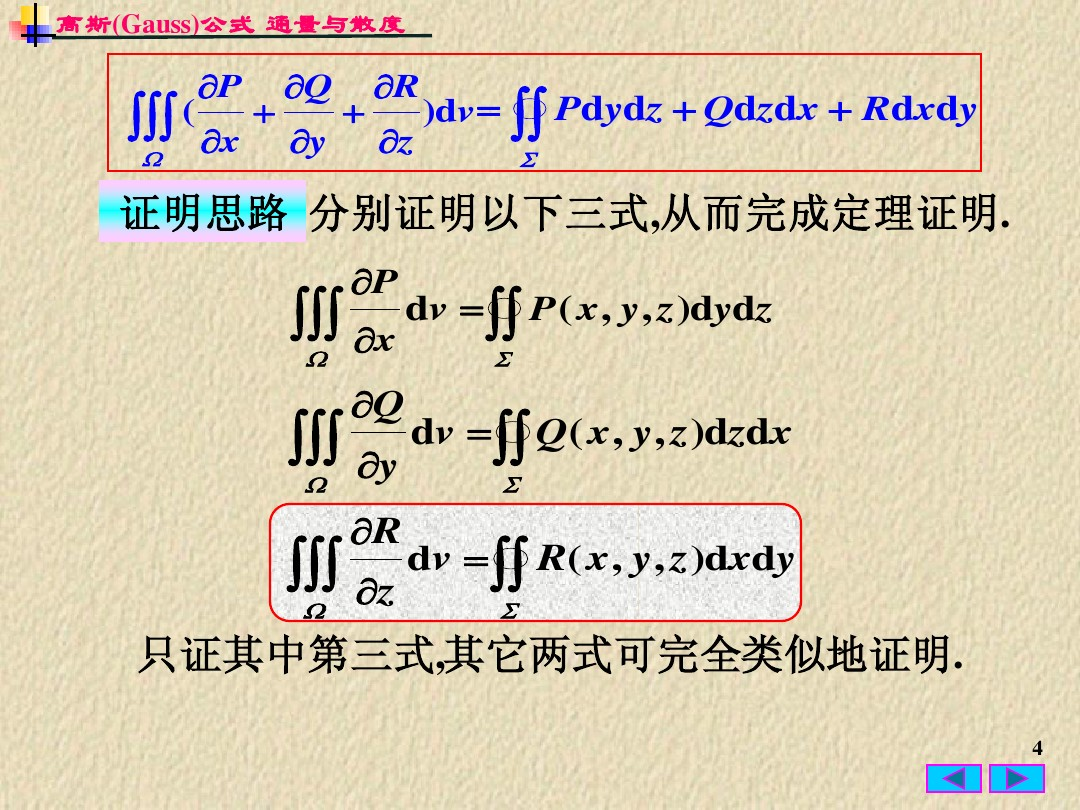 高斯(Gauss)公式 通量与散度
∭_Ω (∂P/∂x + ∂Q/∂y + ∂R/∂z)dv = ∯_Σ Pdydz + Qdzdx + Rdxdy
证明思路 分别证明以下三式,从而完成定理证明.
∭_Ω ∂P/∂x dv = ∯_Σ P(x, y, z)dydz
∭_Ω ∂Q/∂y dv = ∯_Σ Q(x, y, z)dzdx
∭_Ω ∂R/∂z dv = ∯_Σ R(x, y, z)dxdy
只证其中第三式,其它两式可完全类似地证明.
4